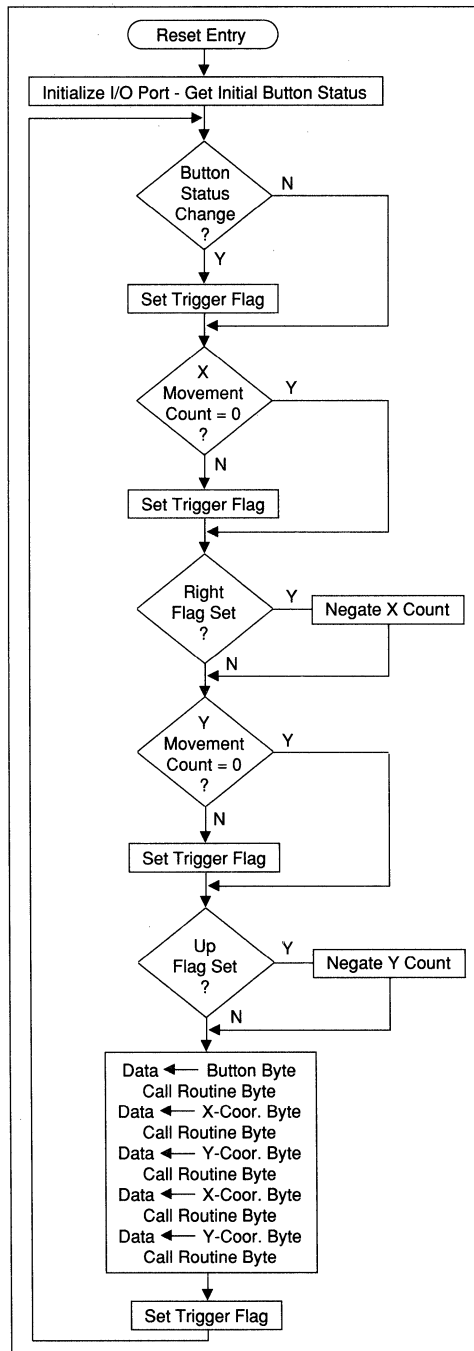 Reset Entry
Initialize I/O Port - Get Initial Button Status
Button
Status
Change
?
N
Y
Set Trigger Flag
X
Movement
Count = 0
?
Y
N
Set Trigger Flag
Right
Flag Set
?
Y
Negate X Count
N
Y
Movement
Count = 0
?
Y
N
Set Trigger Flag
Up
Flag Set
?
Y
Negate Y Count
N
Data ← Button Byte
Call Routine Byte
Data ← X-Coor. Byte
Call Routine Byte
Data ← Y-Coor. Byte
Call Routine Byte
Data ← X-Coor. Byte
Call Routine Byte
Data ← Y-Coor. Byte
Call Routine Byte
Set Trigger Flag